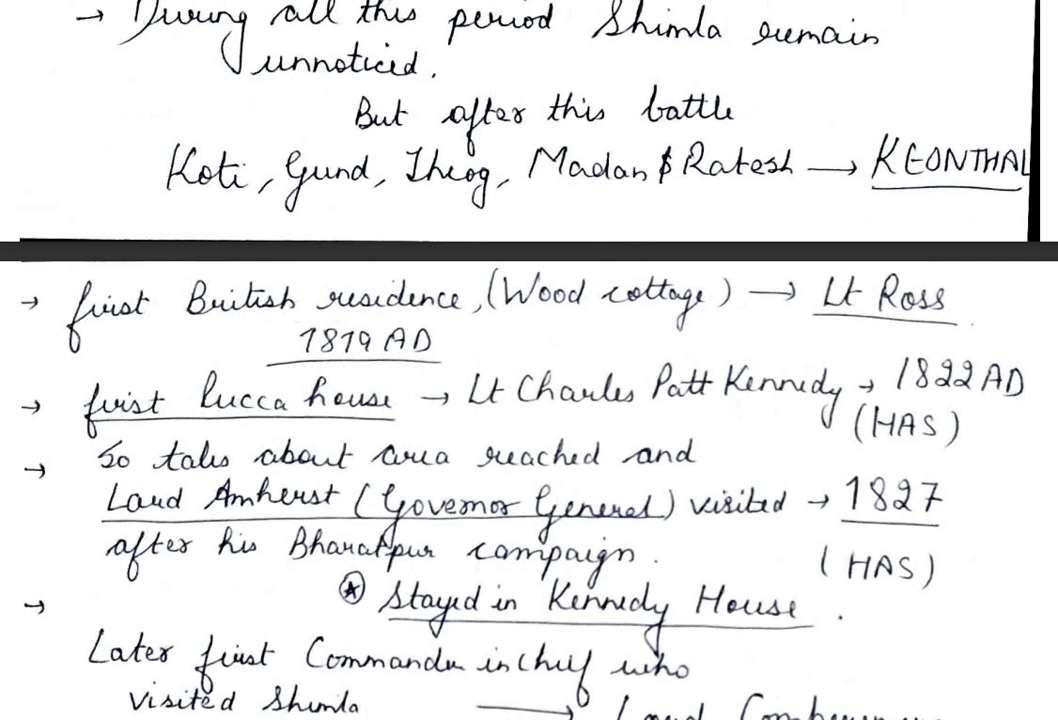 → During all this period Shimla remain
unnoticed.
But after this battle
Koti, Gund, Theog, Madan & Ratesh → KEONTHAL
→ first British residence, (Wood cottage) → Lt Ross
1819 AD
→ first Pucca house → Lt Charles Patt Kennedy → 1822 AD
(HAS)
→ So tales about area reached and
Laud Amherst (Governor General) visited → 1827
after his Bharatpur campaign. (HAS)
→ ★ Stayed in Kennedy House.
Later first Commander in chief who
visited Shimla →